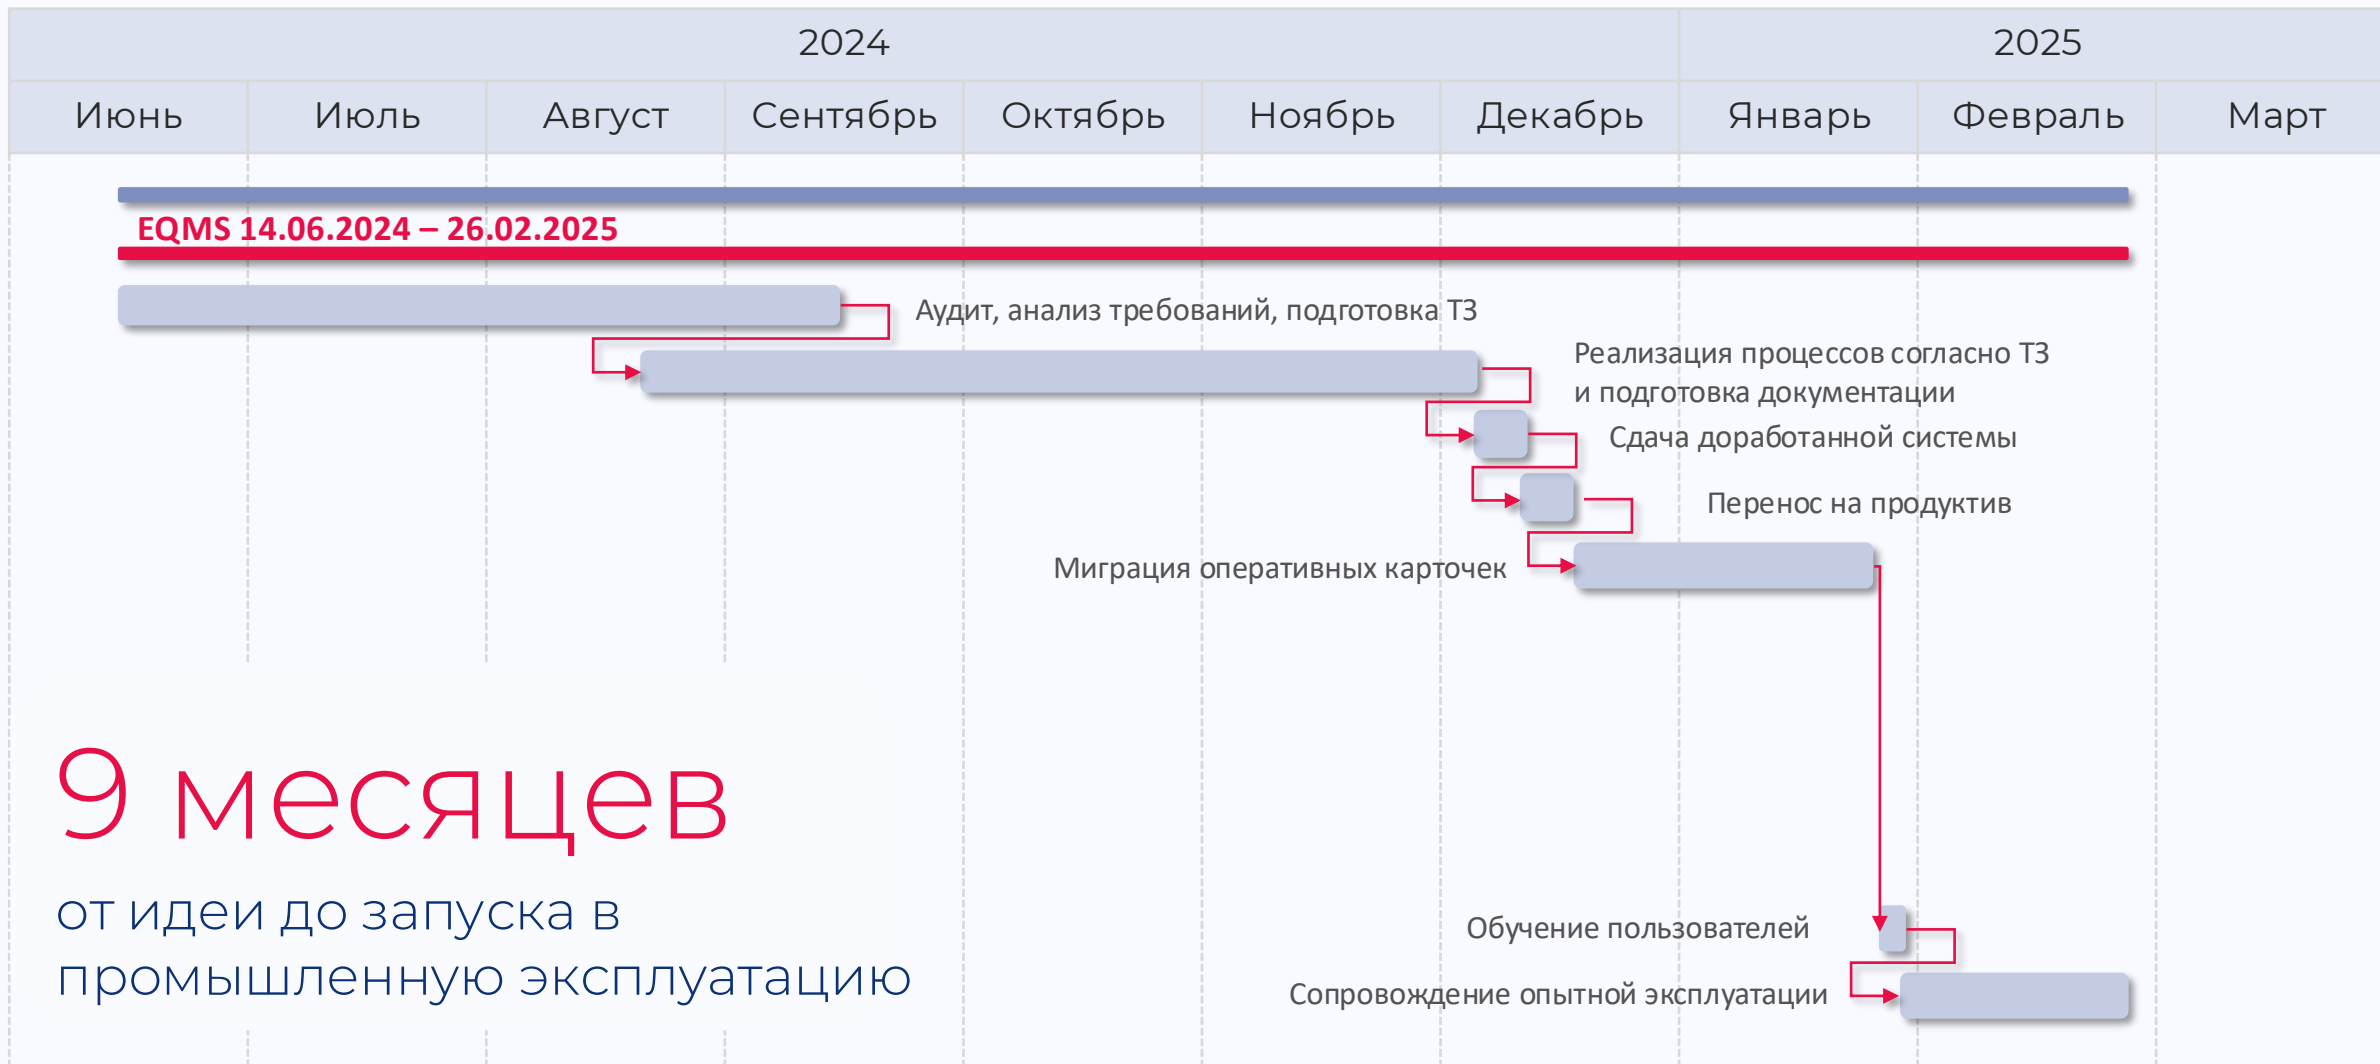 2024
2025
Июнь
Июль
Август
Сентябрь
Октябрь
Ноябрь
Декабрь
Январь
Февраль
Март
EQMS 14.06.2024 – 26.02.2025
Аудит, анализ требований, подготовка ТЗ
Реализация процессов согласно ТЗ
и подготовка документации
Сдача доработанной системы
Перенос на продуктив
Миграция оперативных карточек
9 месяцев
от идеи до запуска в
промышленную эксплуатацию
Обучение пользователей
Сопровождение опытной эксплуатации